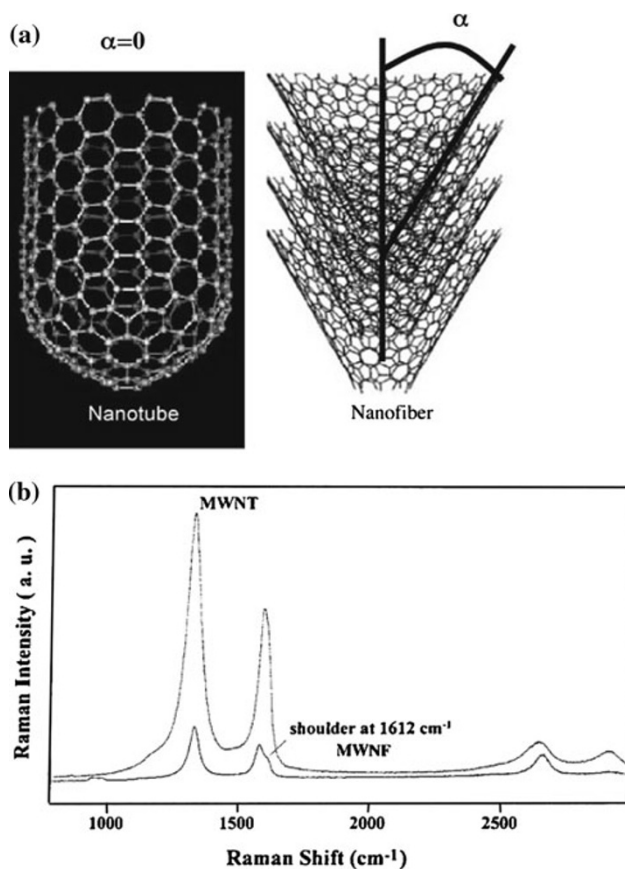 (a)
α=0
α
Nanotube
Nanofiber
(b)
MWNT
shoulder at 1612 cm⁻¹
MWNF
Raman Intensity ( a. u. )
1000 1500 2000 2500
Raman Shift (cm⁻¹)